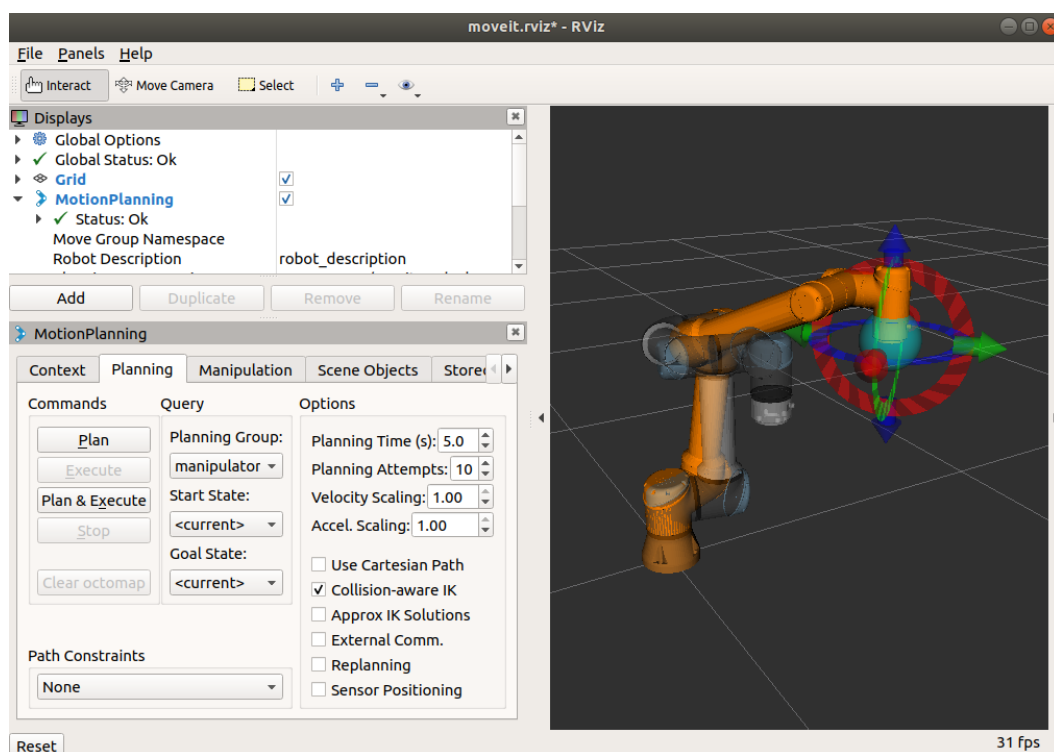 moveit.rviz* - RViz
File Panels Help
Interact Move Camera Select
Displays
Global Options
Global Status: Ok
Grid
MotionPlanning
Status: Ok
Move Group Namespace
Robot Description robot_description
Add Duplicate Remove Rename
MotionPlanning
Context Planning Manipulation Scene Objects Store
Commands Query Options
Plan
Execute
Plan & Execute
Stop
Clear octomap
Planning Group:
manipulator
Start State:
<current>
Goal State:
<current>
Planning Time (s): 5.0
Planning Attempts: 10
Velocity Scaling: 1.00
Accel. Scaling: 1.00
Use Cartesian Path
Collision-aware IK
Approx IK Solutions
External Comm.
Replanning
Sensor Positioning
Path Constraints
None
Reset
31 fps